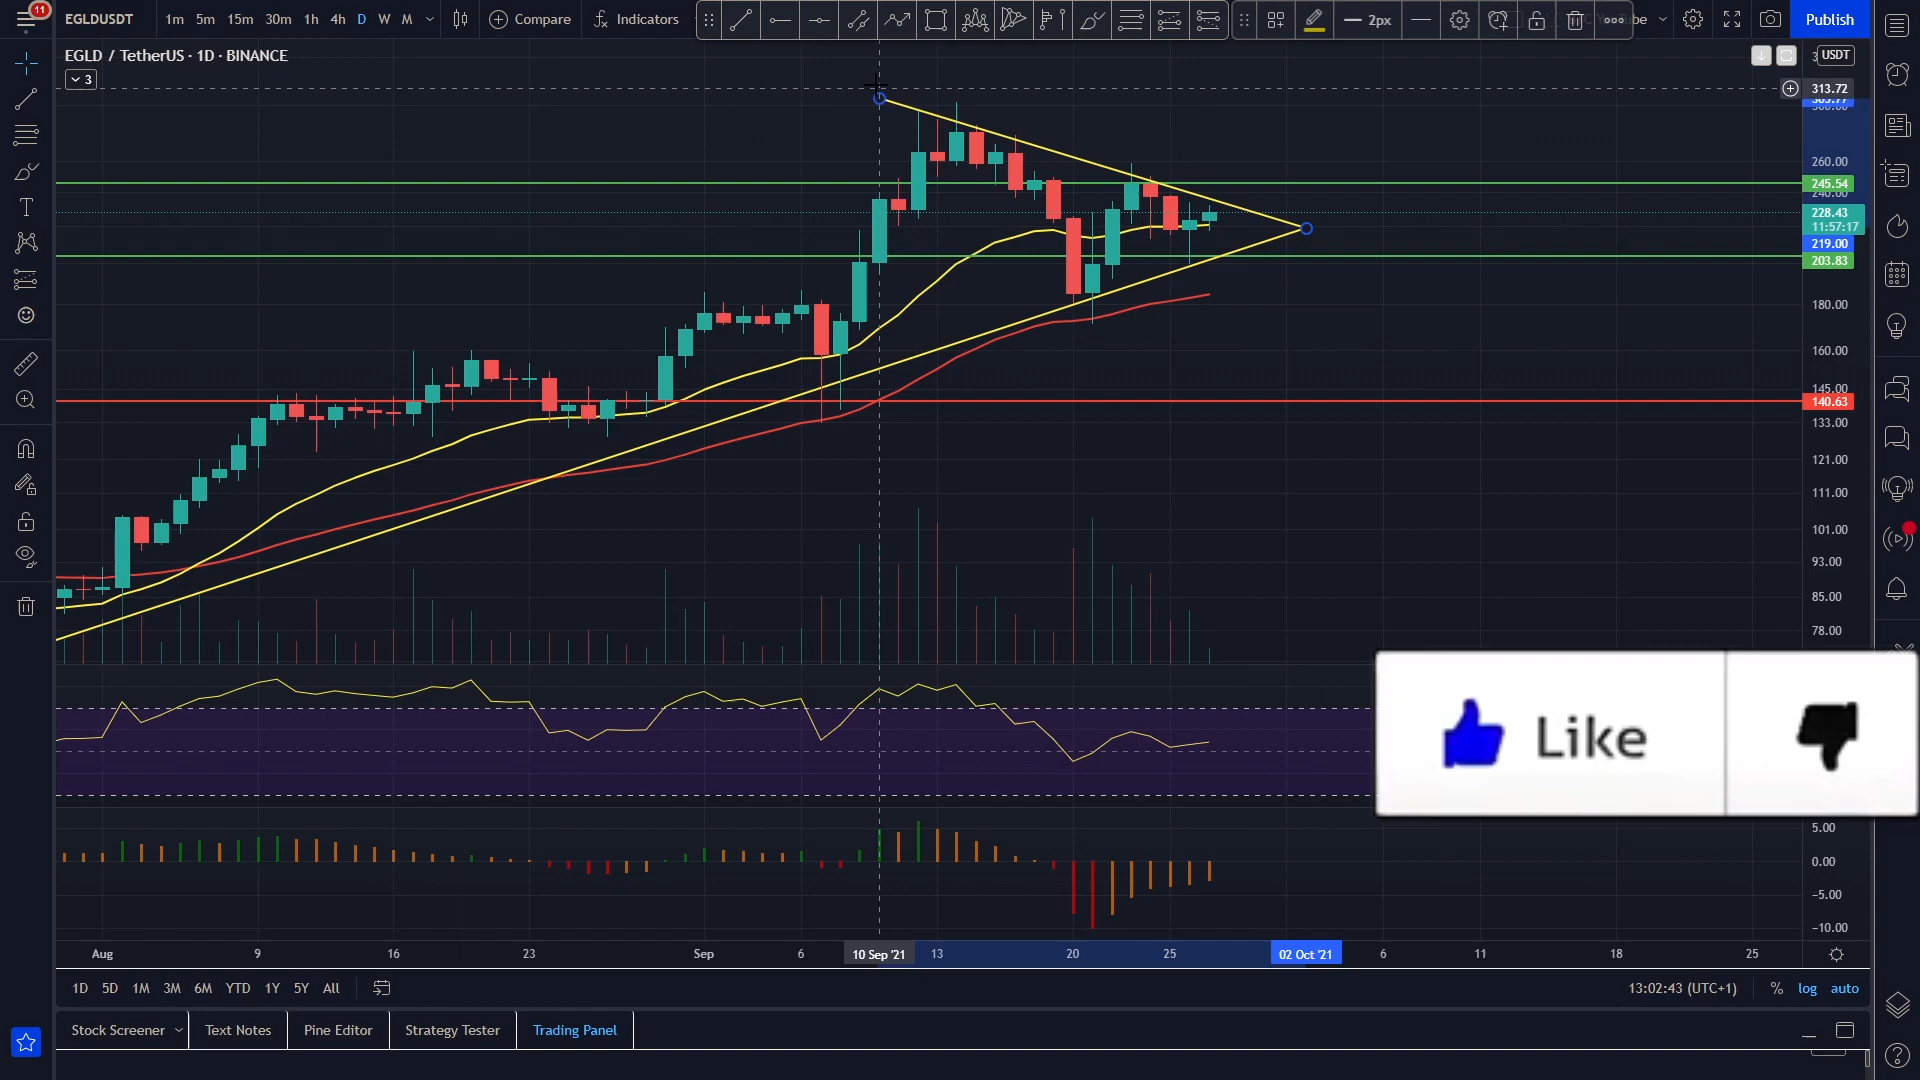 11
EGLDUSDT
1m 5m 15m 30m 1h 4h D W M
Compare
Indicators
2px
Publish
EGLD / TetherUS · 1D · BINANCE
3
USDT
313.72
260.00
245.54
228.43
11:57:17
219.00
203.83
180.00
160.00
145.00
140.63
133.00
121.00
111.00
101.00
93.00
85.00
78.00
Like
5.00
0.00
−5.00
−10.00
Aug 9 16 23 Sep 6 10 Sep '21 13 20 25 02 Oct '21 6 11 18 25
1D 5D 1M 3M 6M YTD 1Y 5Y All
13:02:43 (UTC+1) % log auto
Stock Screener Text Notes Pine Editor Strategy Tester Trading Panel